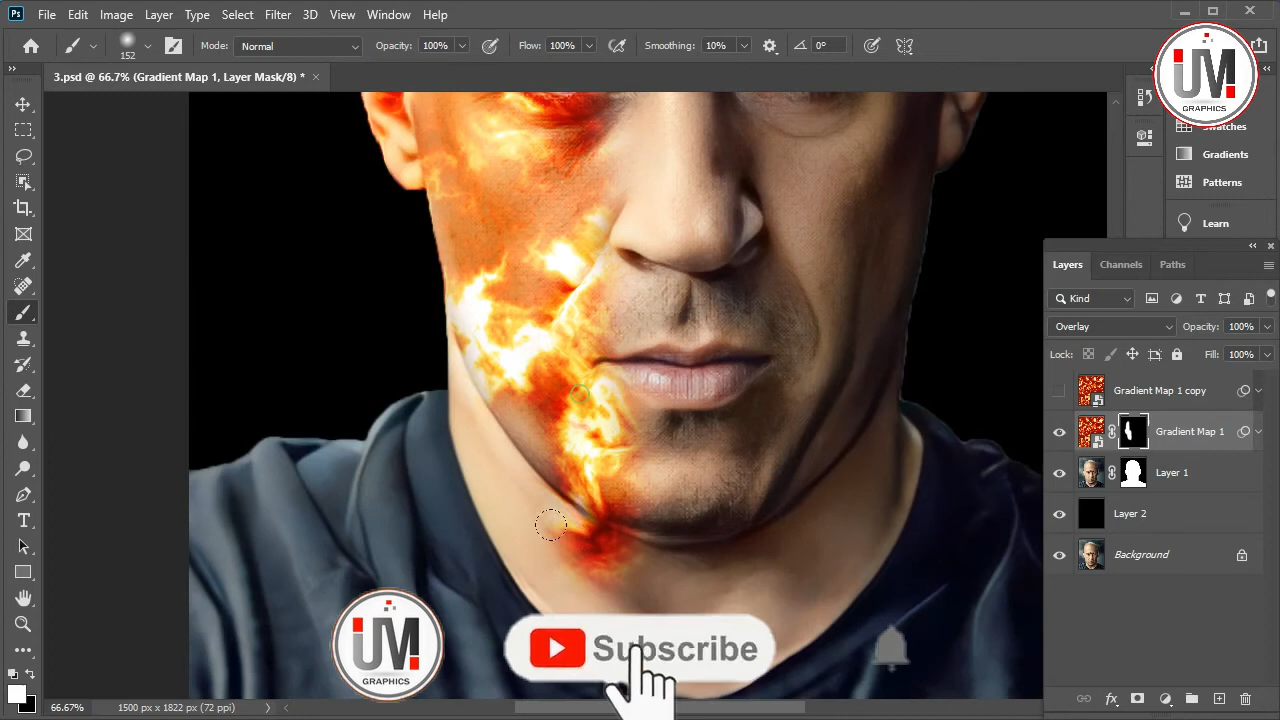 Ps File Edit Image Layer Type Select Filter 3D View Window Help
152 Mode: Normal Opacity: 100% Flow: 100% Smoothing: 10% 0°
3.psd @ 66.7% (Gradient Map 1, Layer Mask/8) * ×
UM
GRAPHICS
Swatches
Gradients
Patterns
Learn
Layers Channels Paths
Kind
Overlay Opacity: 100%
Lock: Fill: 100%
Gradient Map 1 copy
Gradient Map 1
Layer 1
Layer 2
Background
UM
GRAPHICS
Subscribe
66.67% 1500 px x 1822 px (72 ppi)